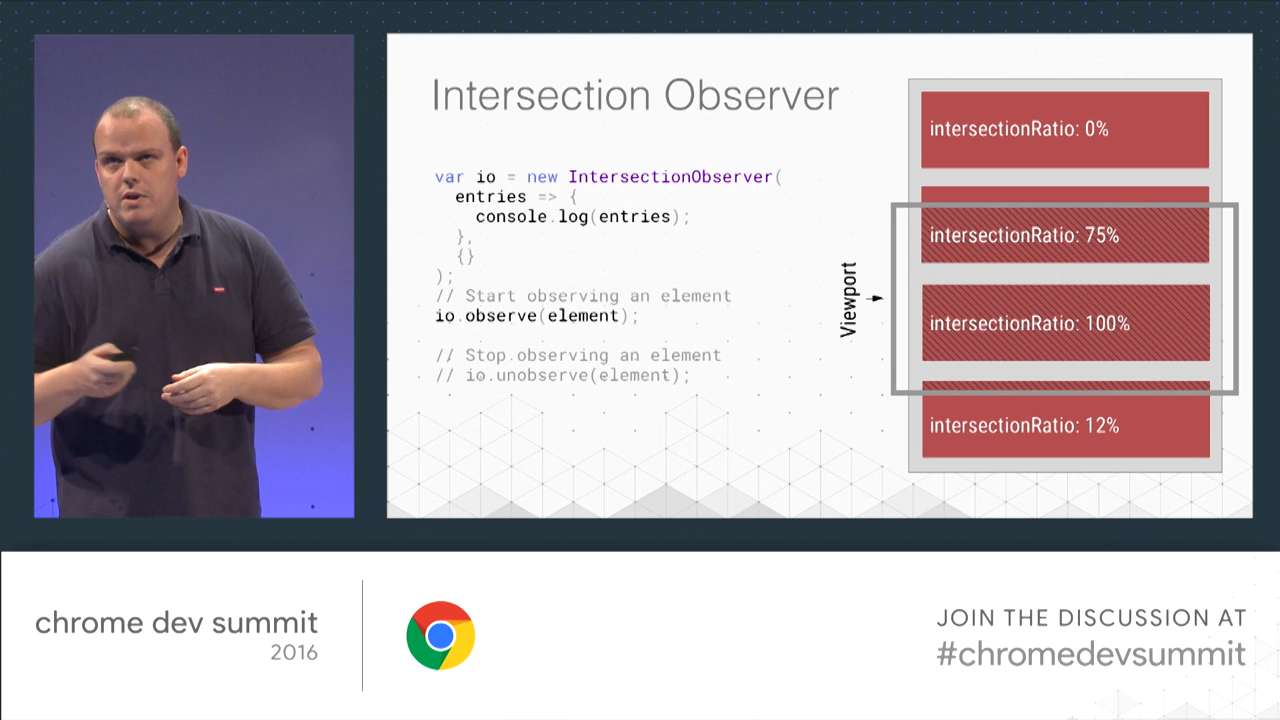 Intersection Observer
var io = new IntersectionObserver(
entries => {
console.log(entries);
},
{}
);
// Start observing an element
io.observe(element);
// Stop observing an element
// io.unobserve(element);
Viewport
intersectionRatio: 0%
intersectionRatio: 75%
intersectionRatio: 100%
intersectionRatio: 12%
chrome dev summit
2016
JOIN THE DISCUSSION AT
#chromedevsummit